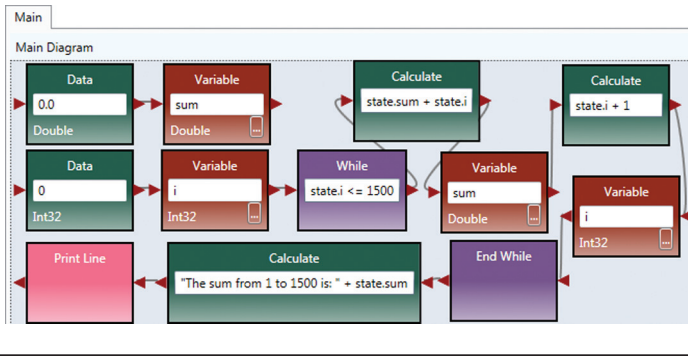 Main
Main Diagram
Data
0.0
Double
Variable
sum
Double
...
Calculate
state.sum + state.i
Calculate
state.i + 1
Data
0
Int32
Variable
i
Int32
...
While
state.i <= 1500
Variable
sum
Double
...
Variable
i
Int32
...
Print Line
Calculate
"The sum from 1 to 1500 is: " + state.sum
End While